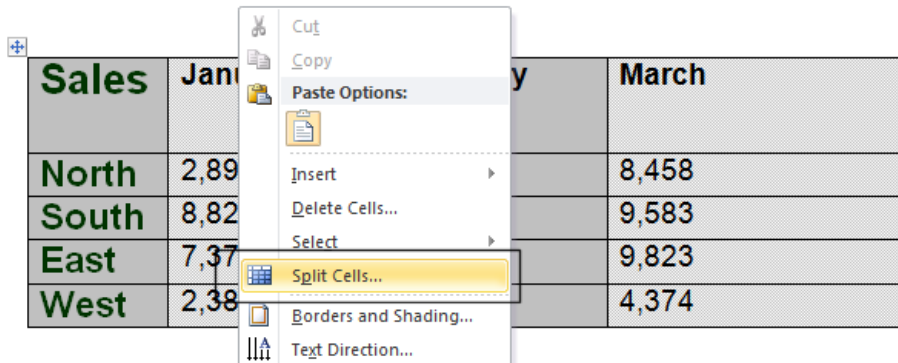 Cut
Copy
Sales Janu y March
Paste Options:
Insert
North 2,89 8,458
Delete Cells...
South 8,82 9,583
Select
East 7,37 9,823
Split Cells...
West 2,38 4,374
Borders and Shading...
Text Direction...